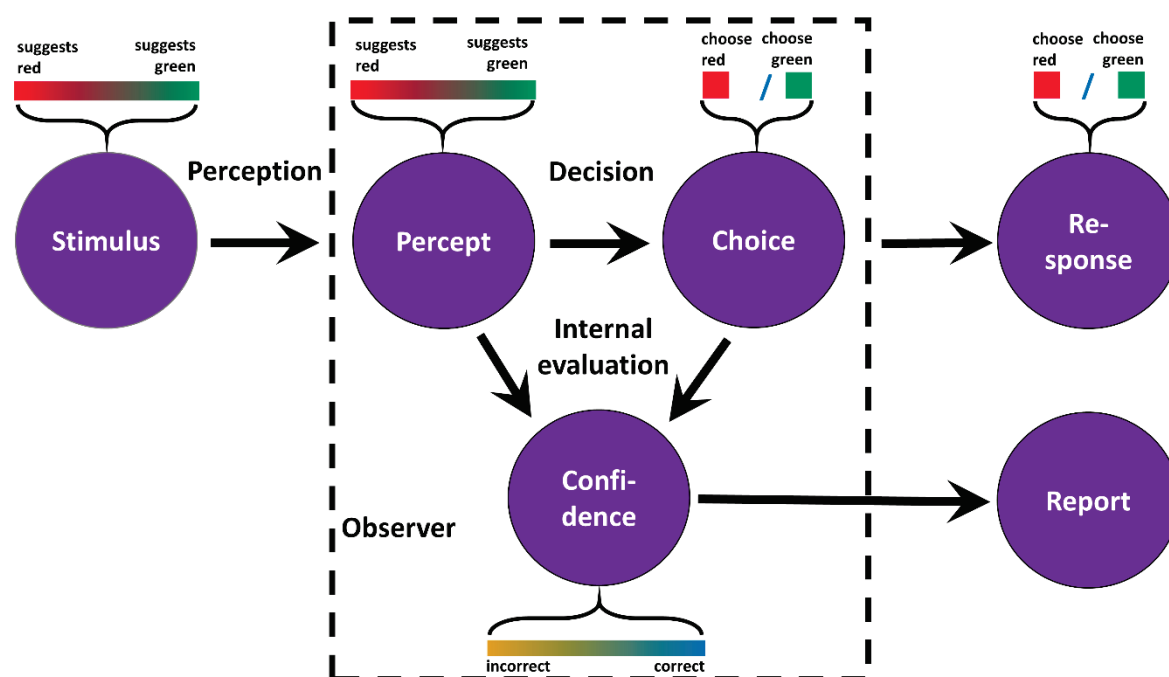 suggests
red
suggests
green
suggests
red
suggests
green
choose
red
/
choose
green
choose
red
/
choose
green
Perception
Decision
Stimulus
Percept
Choice
Re-
sponse
Internal
evaluation
Confi-
dence
Report
Observer
incorrect
correct